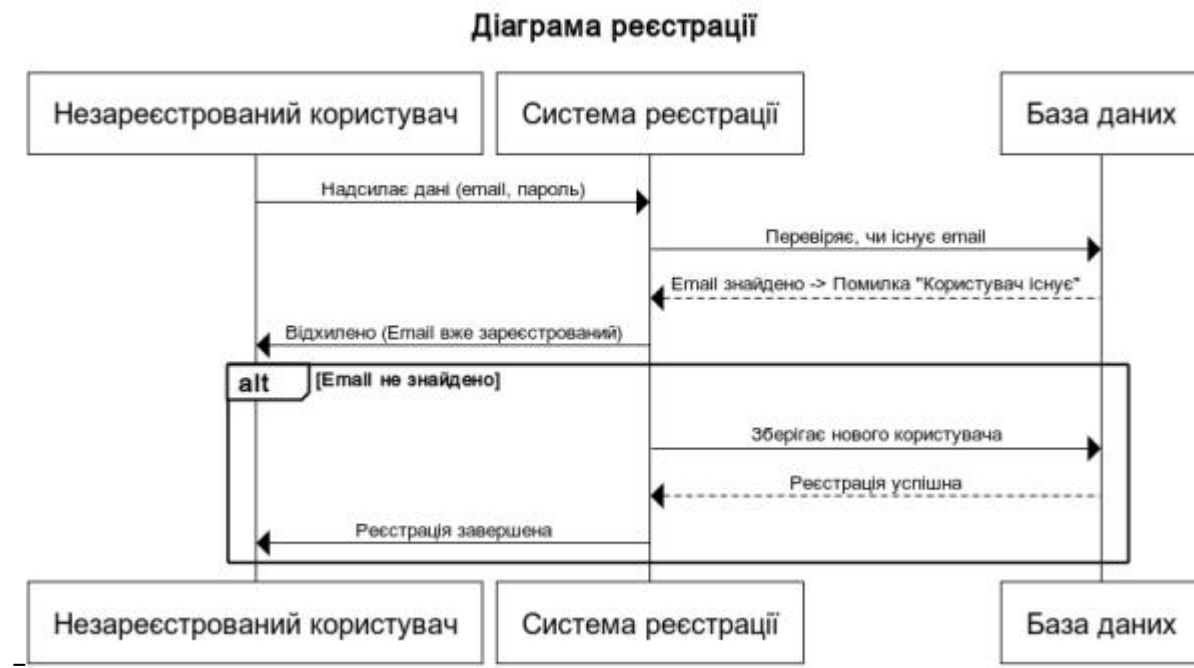 Діаграма реєстрації
Незареєстрований користувач
Система реєстрації
База даних
Надсилає дані (email, пароль)
Перевіряє, чи існує email
Email знайдено -> Помилка "Користувач існує"
Відхилено (Email вже зареєстрований)
alt [Email не знайдено]
Зберігає нового користувача
Реєстрація успішна
Реєстрація завершена
Незареєстрований користувач
Система реєстрації
База даних